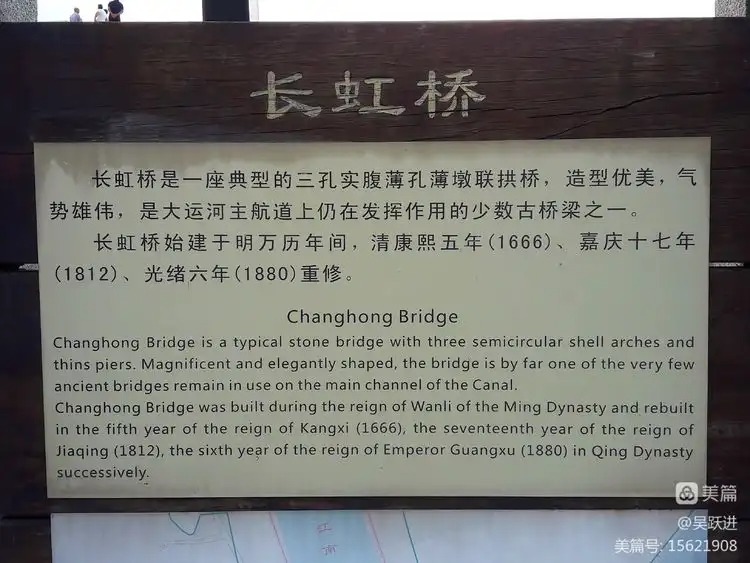 长虹桥
长虹桥是一座典型的三孔实腹薄孔薄墩联拱桥，造型优美，气
势雄伟，是大运河主航道上仍在发挥作用的少数古桥梁之一。
长虹桥始建于明万历年间，清康熙五年(1666)、嘉庆十七年
(1812)、光绪六年(1880)重修。
Changhong Bridge
Changhong Bridge is a typical stone bridge with three semicircular shell arches and
thins piers. Magnificent and elegantly shaped, the bridge is by far one of the very few
ancient bridges remain in use on the main channel of the Canal.
Changhong Bridge was built during the reign of Wanli of the Ming Dynasty and rebuilt
in the fifth year of the reign of Kangxi (1666), the seventeenth year of the reign of
Jiaqing (1812), the sixth year of the reign of Emperor Guangxu (1880) in Qing Dynasty
successively.
江
南
美篇
@吴跃进
美篇号: 15621908